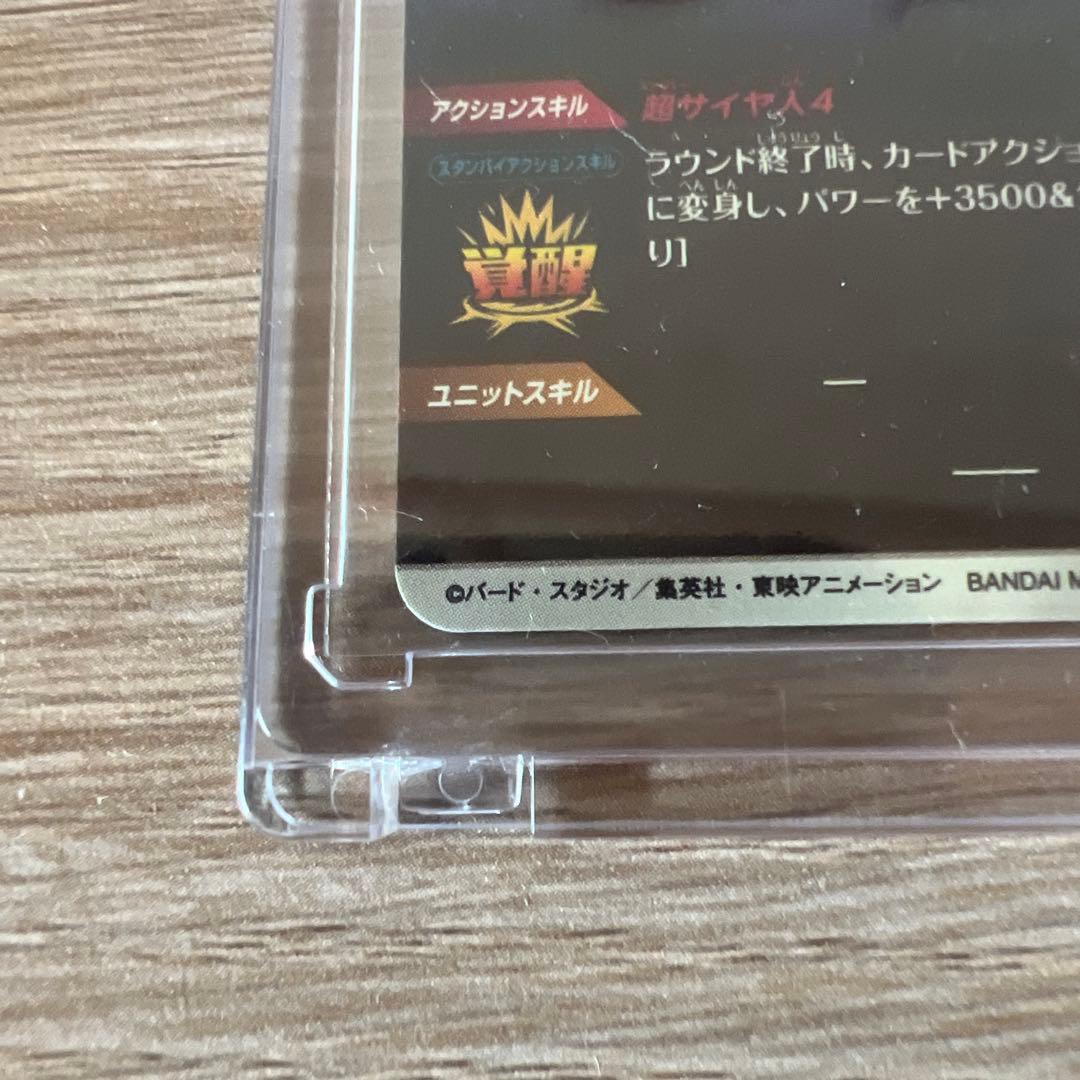 アクションスキル 超サイヤ人4
スタンバイアクションスキル
ラウンド終了時、カードアクショ
に変身し、パワーを+3500&
り]
覚醒
ユニットスキル
©バード・スタジオ/集英社・東映アニメーション BANDAI